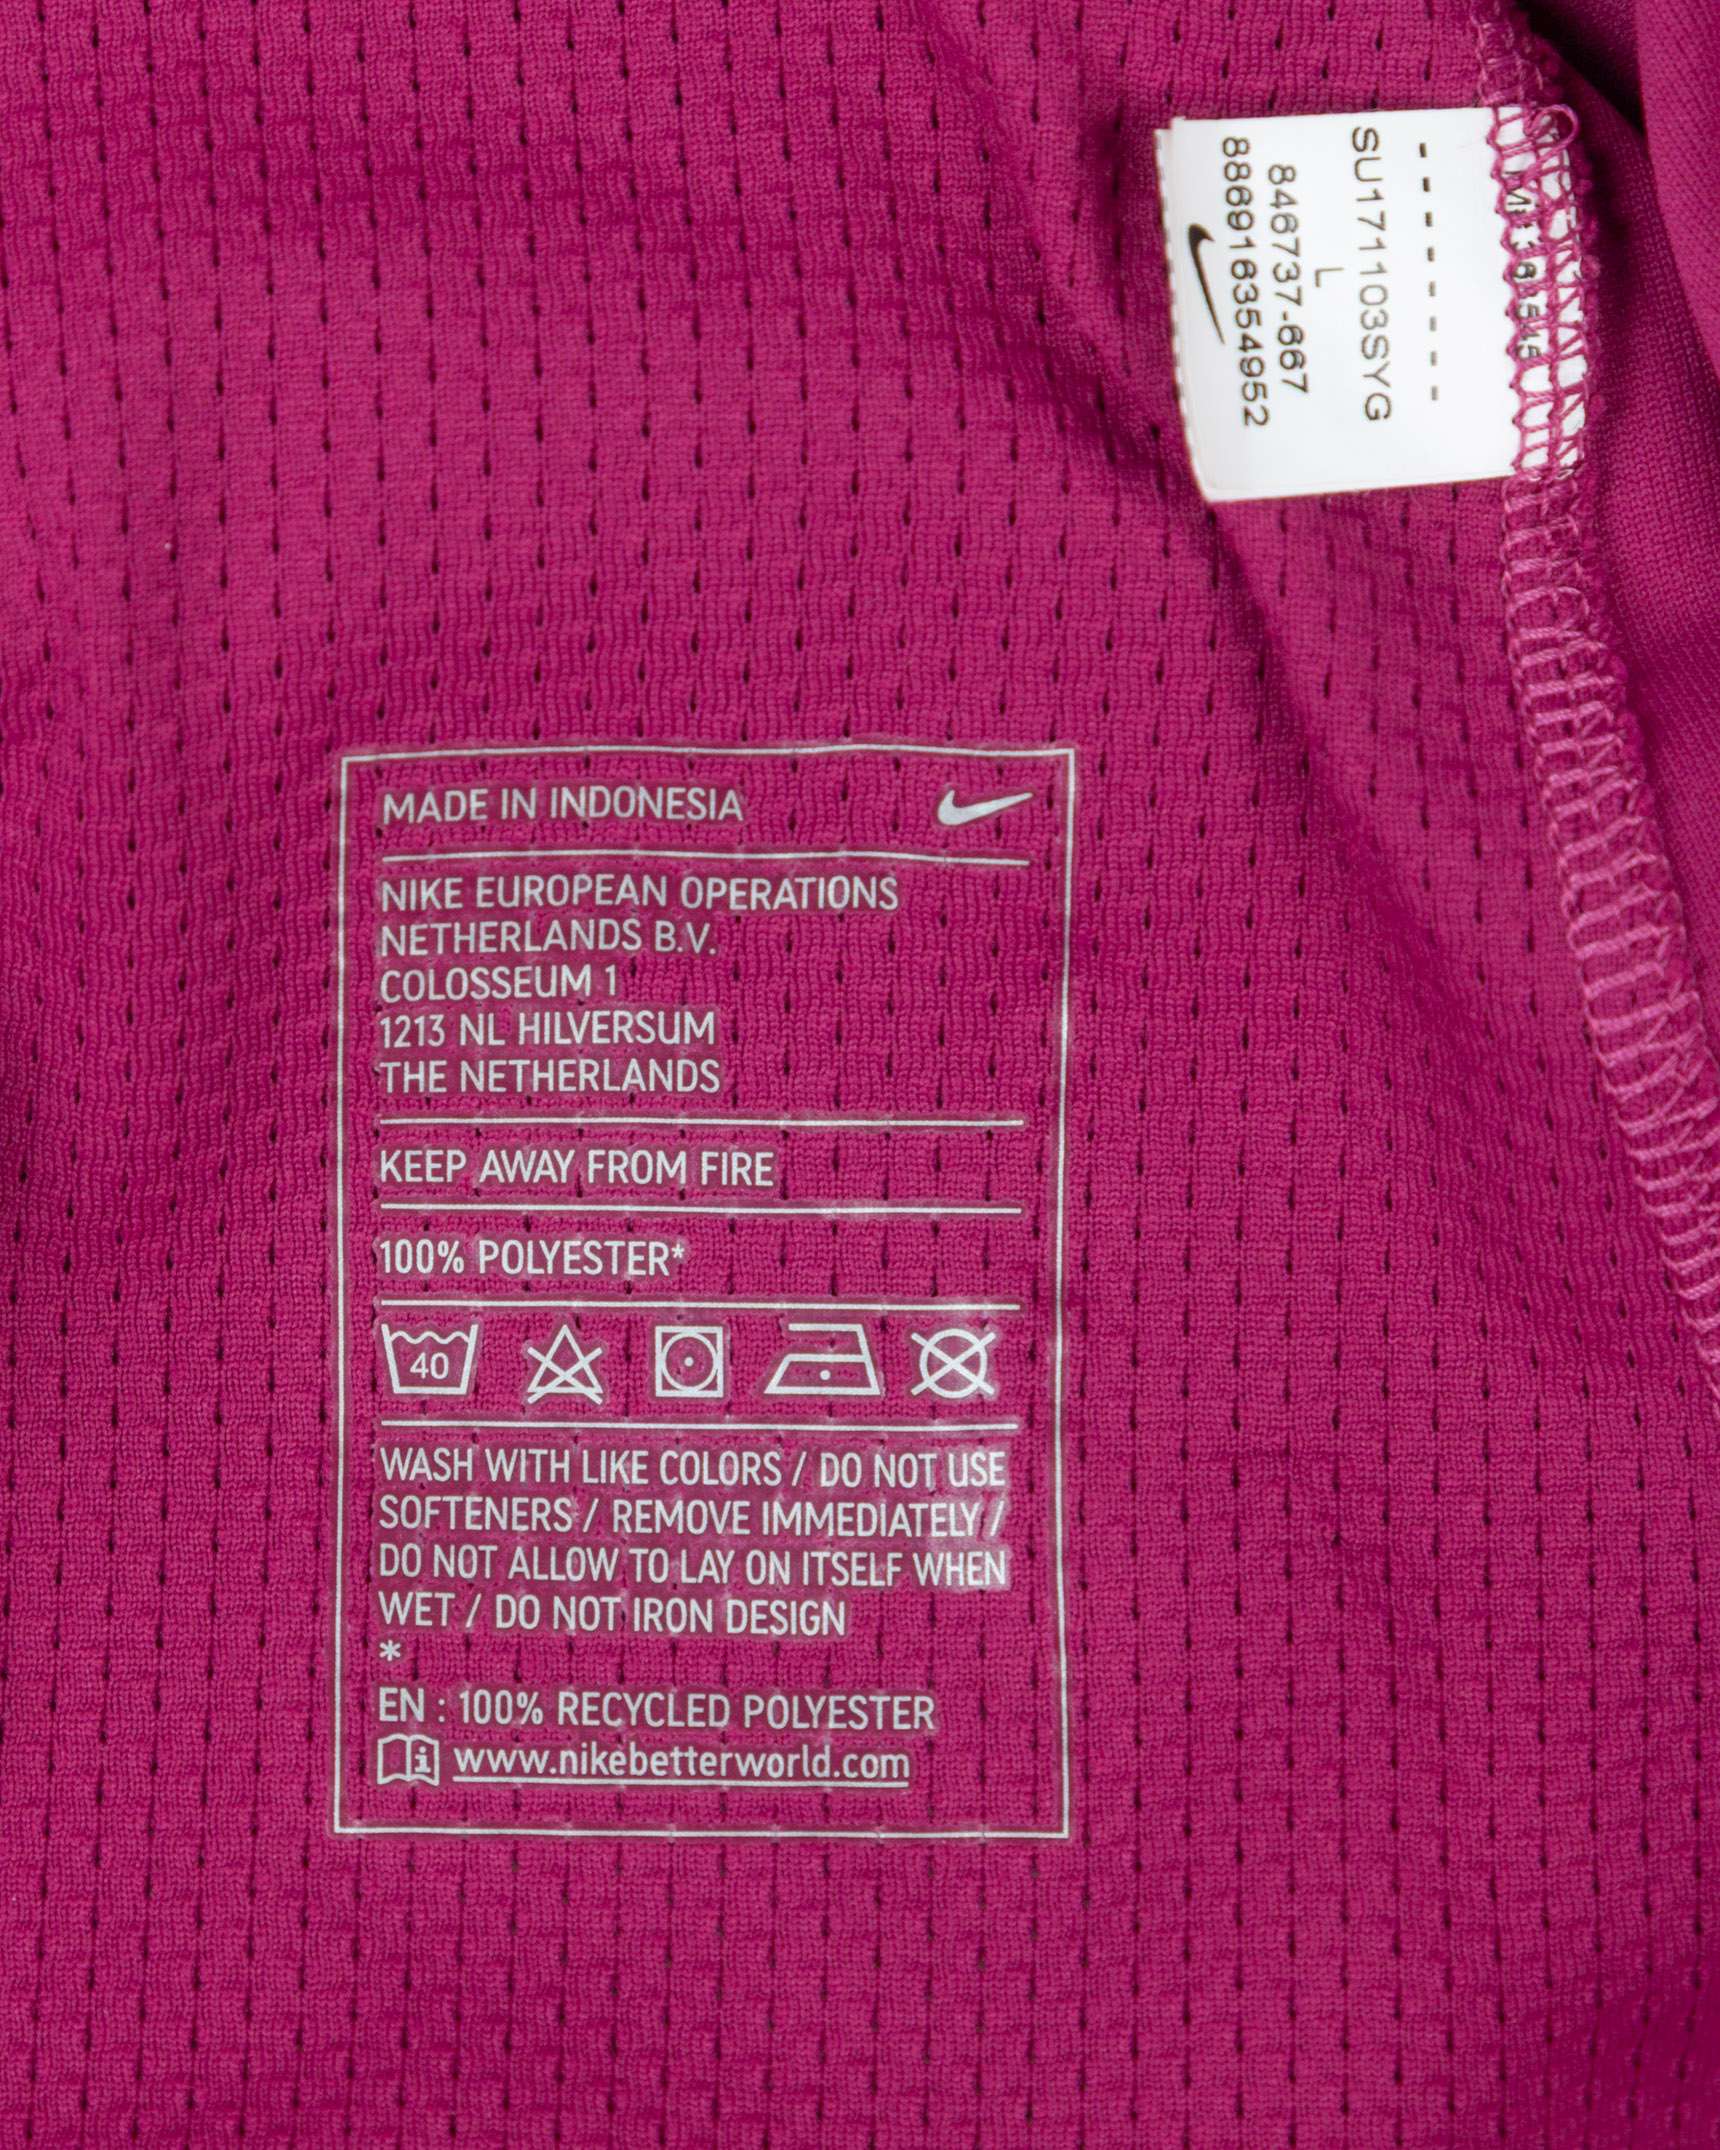 SU171103SYG
L
846737-667
886916354952
MADE IN INDONESIA
NIKE EUROPEAN OPERATIONS
NETHERLANDS B.V.
COLOSSEUM 1
1213 NL HILVERSUM
THE NETHERLANDS
KEEP AWAY FROM FIRE
100% POLYESTER*
40
WASH WITH LIKE COLORS / DO NOT USE
SOFTENERS / REMOVE IMMEDIATELY /
DO NOT ALLOW TO LAY ON ITSELF WHEN
WET / DO NOT IRON DESIGN
*
EN : 100% RECYCLED POLYESTER
www.nikebetterworld.com